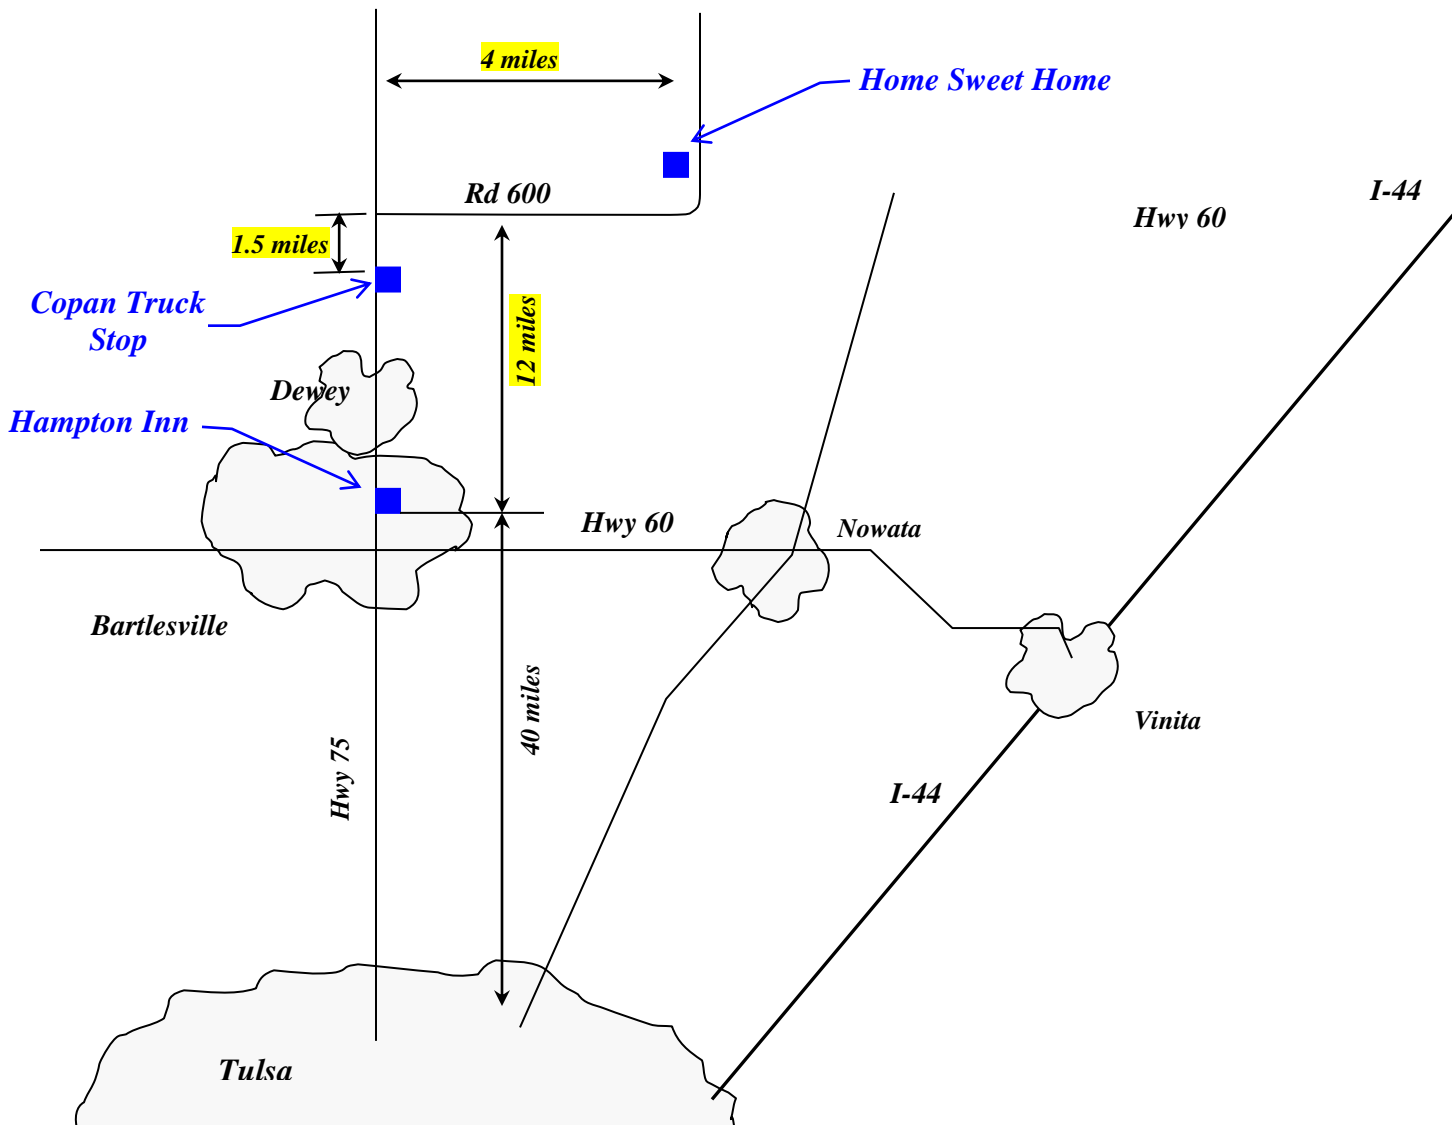 4 miles
Home Sweet Home
Rd 600
I-44
Hwy 60
1.5 miles
Copan Truck
Stop
12 miles
Dewey
Hampton Inn
Hwy 60
Nowata
Bartlesville
40 miles
Vinita
Hwy 75
I-44
Tulsa